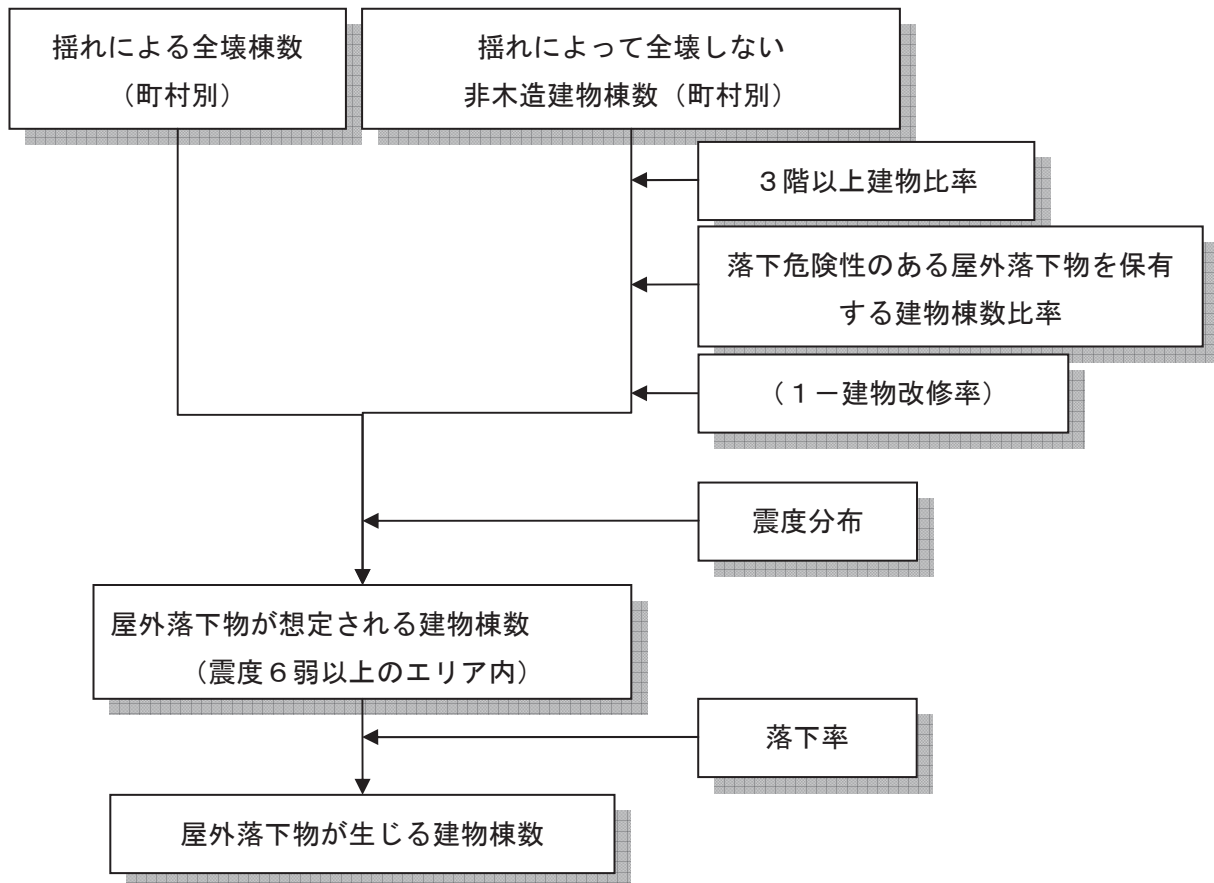 揺れによる全壊棟数
（町村別）
揺れによって全壊しない
非木造建物棟数（町村別）
３階以上建物比率
落下危険性のある屋外落下物を保有
する建物棟数比率
（１－建物改修率）
震度分布
屋外落下物が想定される建物棟数
（震度６弱以上のエリア内）
落下率
屋外落下物が生じる建物棟数